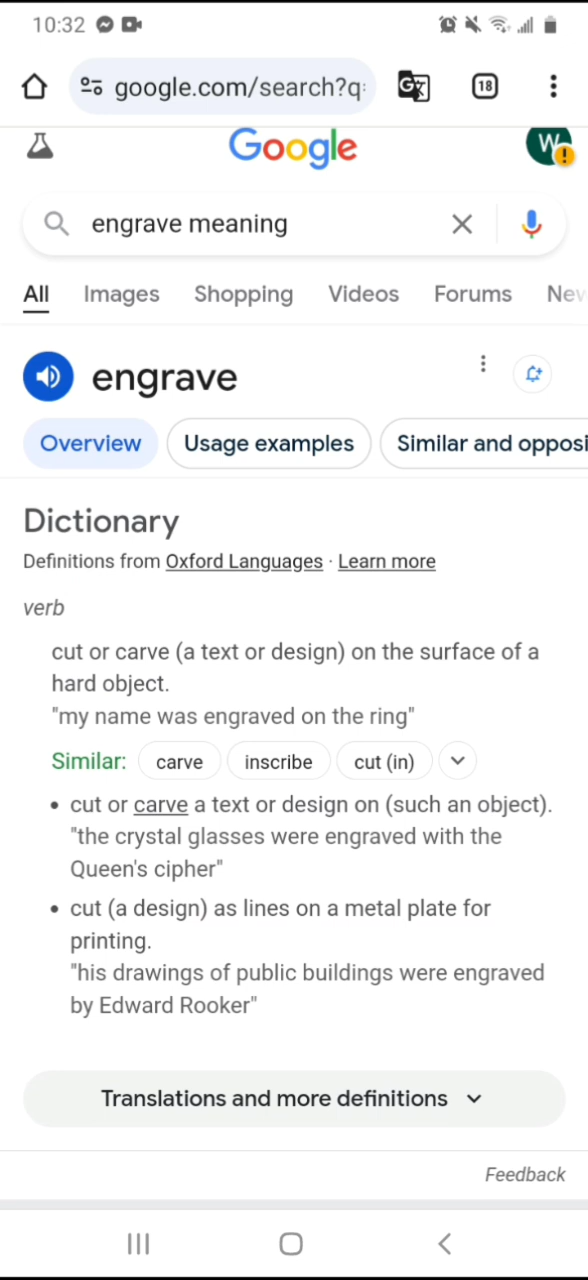 10:32
google.com/search?q
18
Google
W
engrave meaning
All Images Shopping Videos Forums New
engrave
Overview Usage examples Similar and opposi
Dictionary
Definitions from Oxford Languages · Learn more
verb
cut or carve (a text or design) on the surface of a
hard object.
"my name was engraved on the ring"
Similar: carve inscribe cut (in)
• cut or carve a text or design on (such an object).
"the crystal glasses were engraved with the
Queen's cipher"
• cut (a design) as lines on a metal plate for
printing.
"his drawings of public buildings were engraved
by Edward Rooker"
Translations and more definitions
Feedback